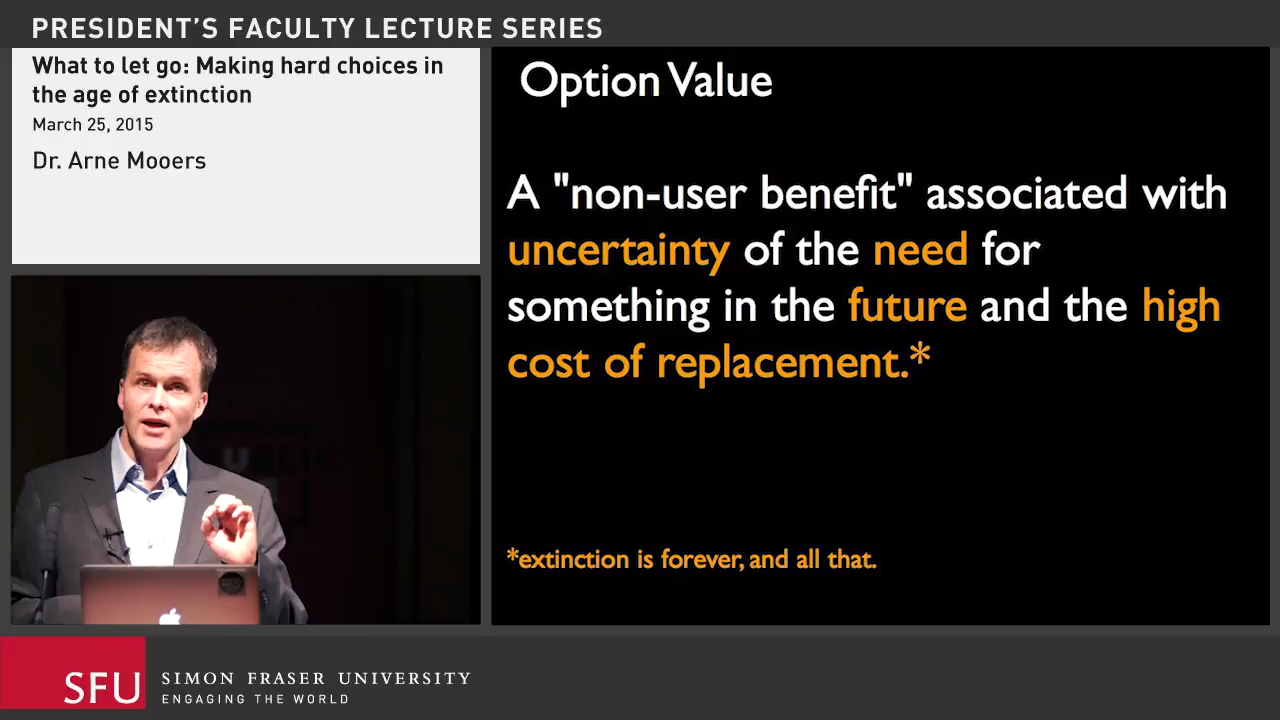 PRESIDENT'S FACULTY LECTURE SERIES
What to let go: Making hard choices in
the age of extinction
March 25, 2015
Dr. Arne Mooers
Option Value
A "non-user benefit" associated with
uncertainty of the need for
something in the future and the high
cost of replacement.*
*extinction is forever, and all that.
SFU
SIMON FRASER UNIVERSITY
ENGAGING THE WORLD